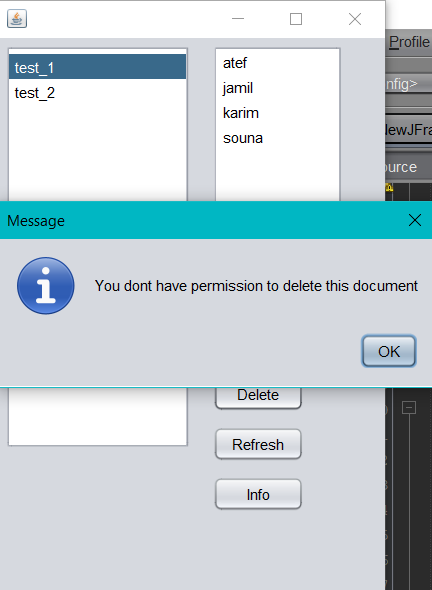 Profile
nfig>
NewJFra
ource
test_1
test_2
atef
jamil
karim
souna
Message
You dont have permission to delete this document
OK
Delete
Refresh
Info